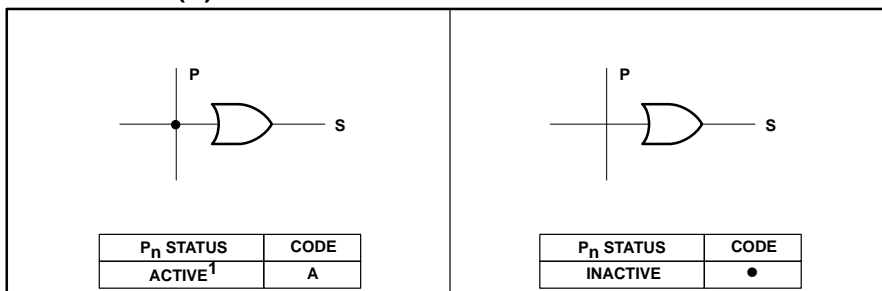 P
S
Pn STATUS CODE
ACTIVE1 A
P
S
Pn STATUS CODE
INACTIVE ●